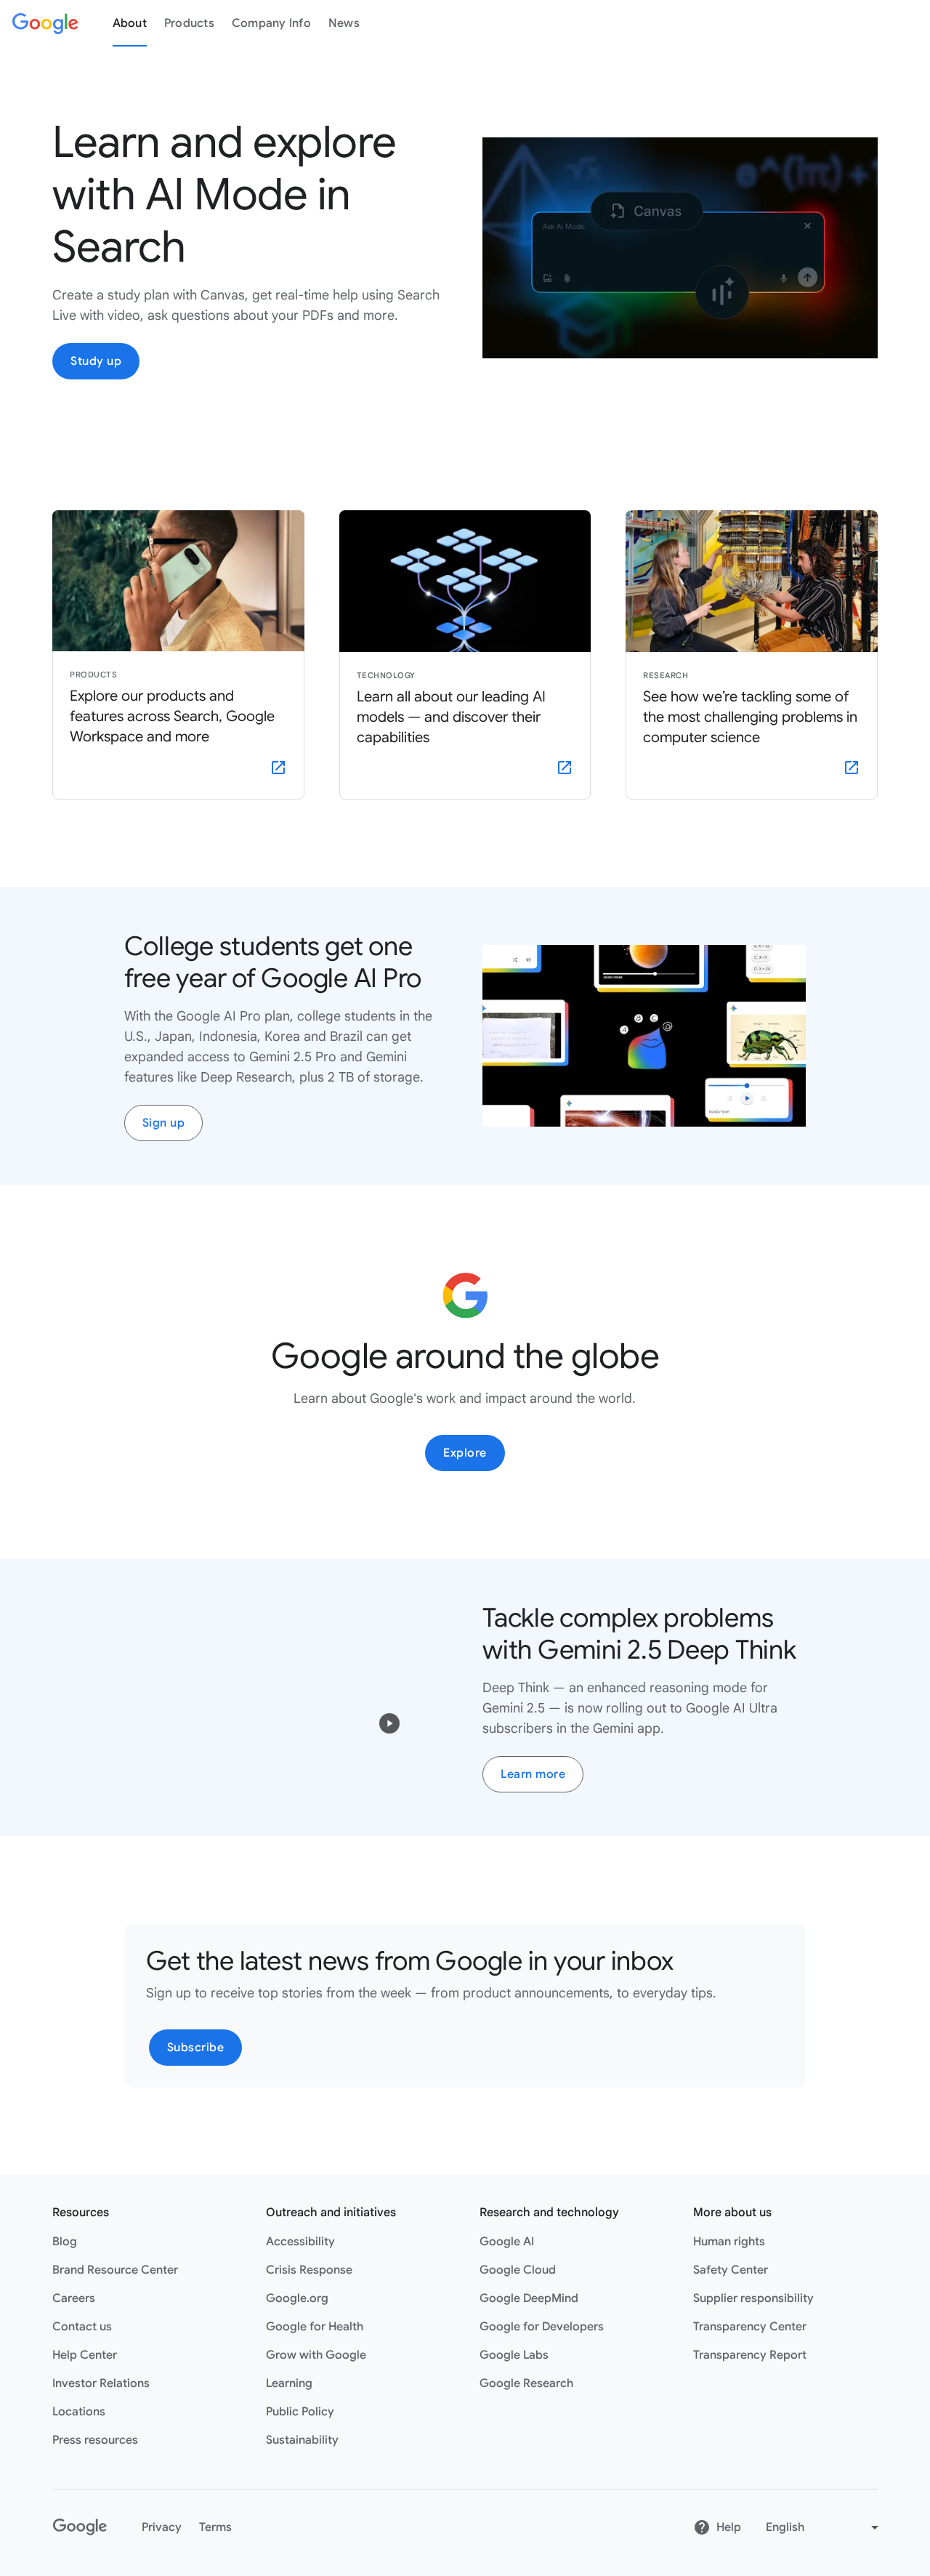 Google
About
Products
Company Info
News
Learn and explore
with AI Mode in
Search
Create a study plan with Canvas, get real-time help using Search
Live with video, ask questions about your PDFs and more.
Study up
Canvas
Ask AI Mode
PRODUCTS
Explore our products and
features across Search, Google
Workspace and more
TECHNOLOGY
Learn all about our leading AI
models — and discover their
capabilities
RESEARCH
See how we’re tackling some of
the most challenging problems in
computer science
College students get one
free year of Google AI Pro
With the Google AI Pro plan, college students in the
U.S., Japan, Indonesia, Korea and Brazil can get
expanded access to Gemini 2.5 Pro and Gemini
features like Deep Research, plus 2 TB of storage.
Sign up
Google around the globe
Learn about Google's work and impact around the world.
Explore
Tackle complex problems
with Gemini 2.5 Deep Think
Deep Think — an enhanced reasoning mode for
Gemini 2.5 — is now rolling out to Google AI Ultra
subscribers in the Gemini app.
Learn more
Get the latest news from Google in your inbox
Sign up to receive top stories from the week — from product announcements, to everyday tips.
Subscribe
Resources
Blog
Brand Resource Center
Careers
Contact us
Help Center
Investor Relations
Locations
Press resources
Outreach and initiatives
Accessibility
Crisis Response
Google.org
Google for Health
Grow with Google
Learning
Public Policy
Sustainability
Research and technology
Google AI
Google Cloud
Google DeepMind
Google for Developers
Google Labs
Google Research
More about us
Human rights
Safety Center
Supplier responsibility
Transparency Center
Transparency Report
Google
Privacy
Terms
Help
English